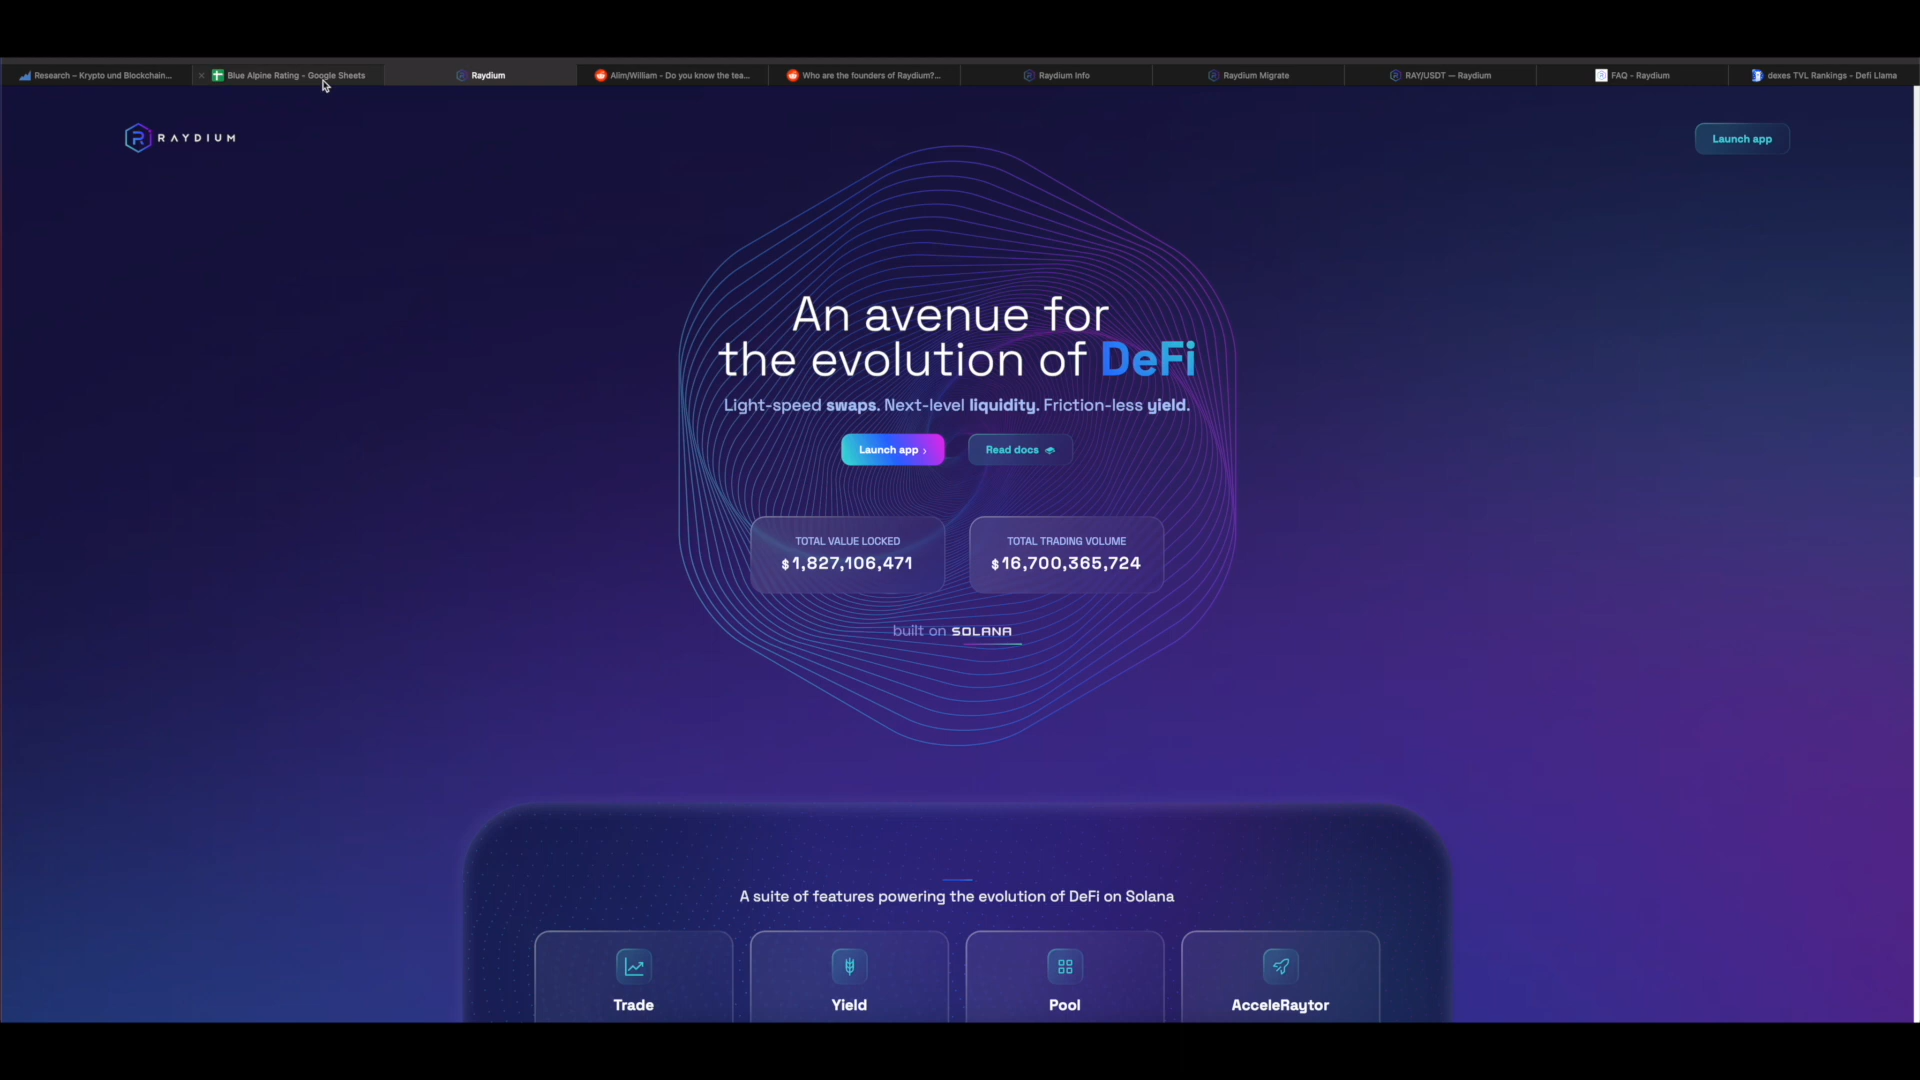 Research – Krypto und Blockchain...
Blue Alpine Rating - Google Sheets
Raydium
Alim/William - Do you know the tea...
Who are the founders of Raydium?...
Raydium Info
Raydium Migrate
RAY/USDT — Raydium
FAQ - Raydium
dexes TVL Rankings - Defi Llama
RAYDIUM
Launch app
An avenue for
the evolution of DeFi
Light-speed swaps. Next-level liquidity. Friction-less yield.
Launch app ›
Read docs
TOTAL VALUE LOCKED
$1,827,106,471
TOTAL TRADING VOLUME
$16,700,365,724
built on SOLANA
A suite of features powering the evolution of DeFi on Solana
Trade
Yield
Pool
AcceleRaytor